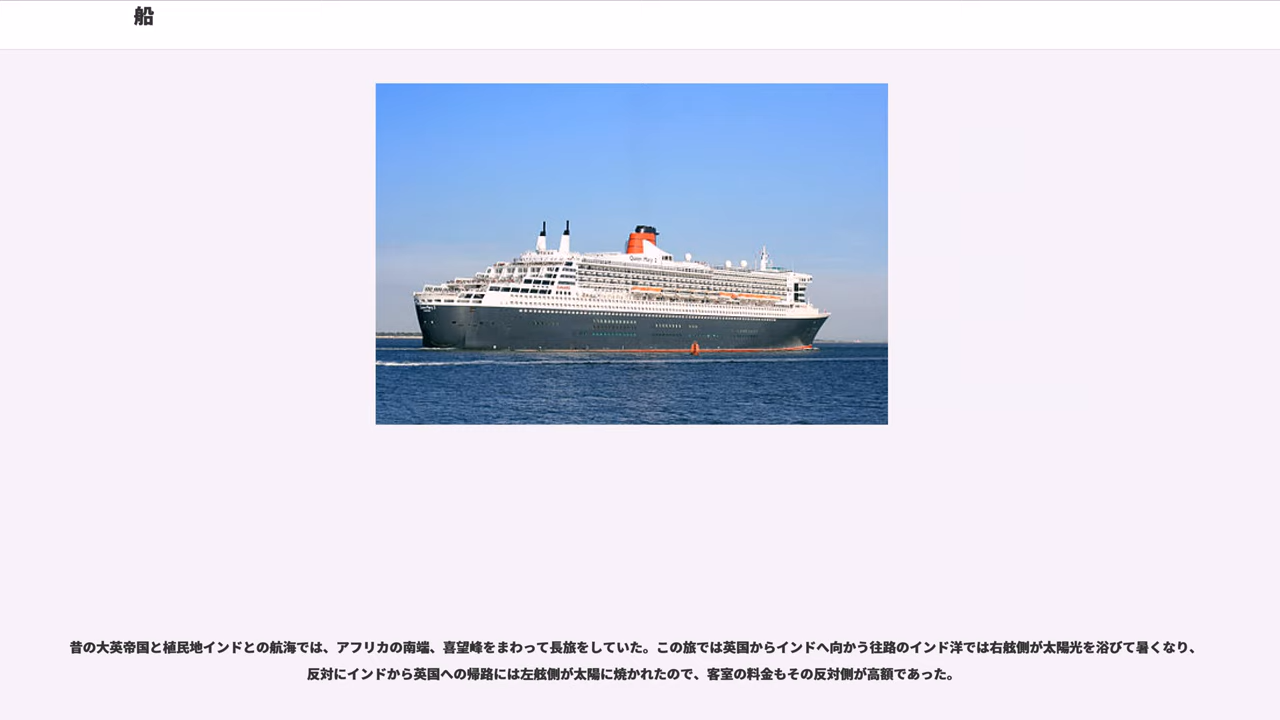 船
Queen Mary 2
昔の大英帝国と植民地インドとの航海では、アフリカの南端、喜望峰をまわって長旅をしていた。この旅では英国からインドへ向かう往路のインド洋では右舷側が太陽光を浴びて暑くなり、
反対にインドから英国への帰路には左舷側が太陽に焼かれたので、客室の料金もその反対側が高額であった。